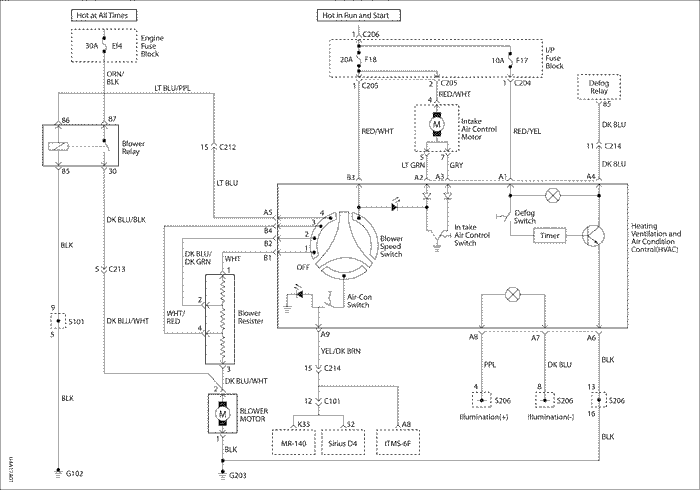 Hot at All Times
Hot in Run and Start
30A
Ef4
Engine
Fuse
Block
1
C206
20A
F18
10A
F17
I/P
Fuse
Block
ORN/
BLK
LT BLU/PPL
1
C205
2
C205
1
C204
RED/WHT
4
Defog
Relay
85
86
87
Blower
Relay
M
Intake
Air Control
Motor
RED/WHT
RED/YEL
DK BLU
15
C212
11
C214
5
7
LT GRN
GRY
DK BLU
85
30
LT BLU
B3
A2
A3
A1
A4
DK BLU/BLK
A5
B4
B2
B1
4
3
2
1
OFF
Blower
Speed
Switch
Intake
Air Control
Switch
Defog
Switch
Timer
Heating
Ventilation and
Air Condition
Control(HVAC)
BLK
DK BLU/
DK GRN
WHT
5
C213
1
2
4
3
Blower
Resister
Air-Con
Switch
WHT/
RED
9
S101
5
DK BLU/WHT
A9
A8
A7
A6
YEL/DK BRN
15
C214
PPL
DK BLU
BLK
DK BLU/WHT
4
S206
8
S206
13
S206
16
Illumination(+)
Illumination(-)
BLK
2
M
BLOWER
MOTOR
1
12
C101
K33
52
A8
MR-140
Sirius D4
ITMS-6F
BLK
BLK
G102
G203